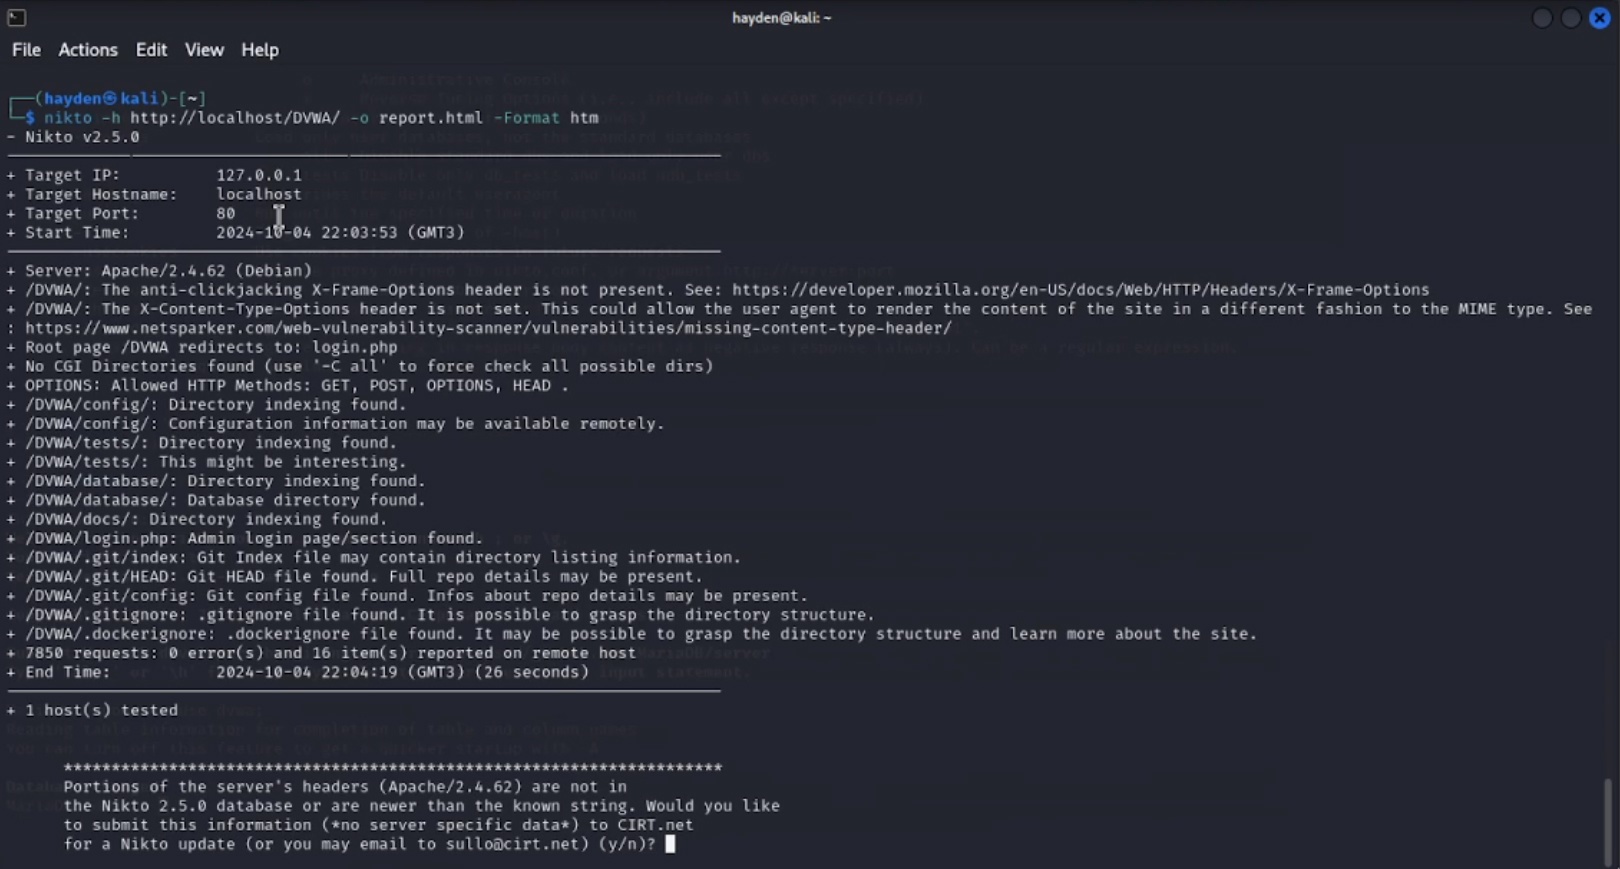 hayden@kali: ~
File Actions Edit View Help
┌──(hayden㉿kali)-[~]
└─$ nikto -h http://localhost/DVWA/ -o report.html -Format htm
- Nikto v2.5.0
+ Target IP: 127.0.0.1
+ Target Hostname: localhost
+ Target Port: 80
+ Start Time: 2024-10-04 22:03:53 (GMT3)
+ Server: Apache/2.4.62 (Debian)
+ /DVWA/: The anti-clickjacking X-Frame-Options header is not present. See: https://developer.mozilla.org/en-US/docs/Web/HTTP/Headers/X-Frame-Options
+ /DVWA/: The X-Content-Type-Options header is not set. This could allow the user agent to render the content of the site in a different fashion to the MIME type. See
: https://www.netsparker.com/web-vulnerability-scanner/vulnerabilities/missing-content-type-header/
+ Root page /DVWA redirects to: login.php
+ No CGI Directories found (use '-C all' to force check all possible dirs)
+ OPTIONS: Allowed HTTP Methods: GET, POST, OPTIONS, HEAD .
+ /DVWA/config/: Directory indexing found.
+ /DVWA/config/: Configuration information may be available remotely.
+ /DVWA/tests/: Directory indexing found.
+ /DVWA/tests/: This might be interesting.
+ /DVWA/database/: Directory indexing found.
+ /DVWA/database/: Database directory found.
+ /DVWA/docs/: Directory indexing found.
+ /DVWA/login.php: Admin login page/section found.
+ /DVWA/.git/index: Git Index file may contain directory listing information.
+ /DVWA/.git/HEAD: Git HEAD file found. Full repo details may be present.
+ /DVWA/.git/config: Git config file found. Infos about repo details may be present.
+ /DVWA/.gitignore: .gitignore file found. It is possible to grasp the directory structure.
+ /DVWA/.dockerignore: .dockerignore file found. It may be possible to grasp the directory structure and learn more about the site.
+ 7850 requests: 0 error(s) and 16 item(s) reported on remote host
+ End Time: 2024-10-04 22:04:19 (GMT3) (26 seconds)
+ 1 host(s) tested
*********************************************************************
Portions of the server's headers (Apache/2.4.62) are not in
the Nikto 2.5.0 database or are newer than the known string. Would you like
to submit this information (*no server specific data*) to CIRT.net
for a Nikto update (or you may email to sullo@cirt.net) (y/n)?